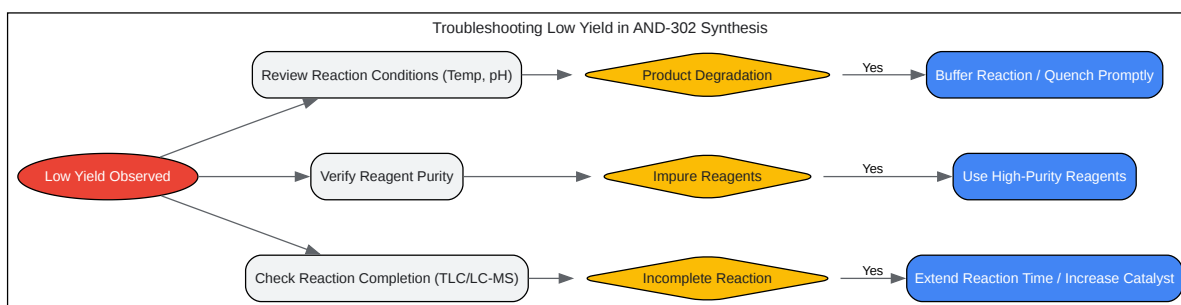 Troubleshooting Low Yield in AND-302 Synthesis
Review Reaction Conditions (Temp, pH)
Product Degradation
Yes
Buffer Reaction / Quench Promptly
Low Yield Observed
Verify Reagent Purity
Impure Reagents
Yes
Use High-Purity Reagents
Check Reaction Completion (TLC/LC-MS)
Incomplete Reaction
Yes
Extend Reaction Time / Increase Catalyst